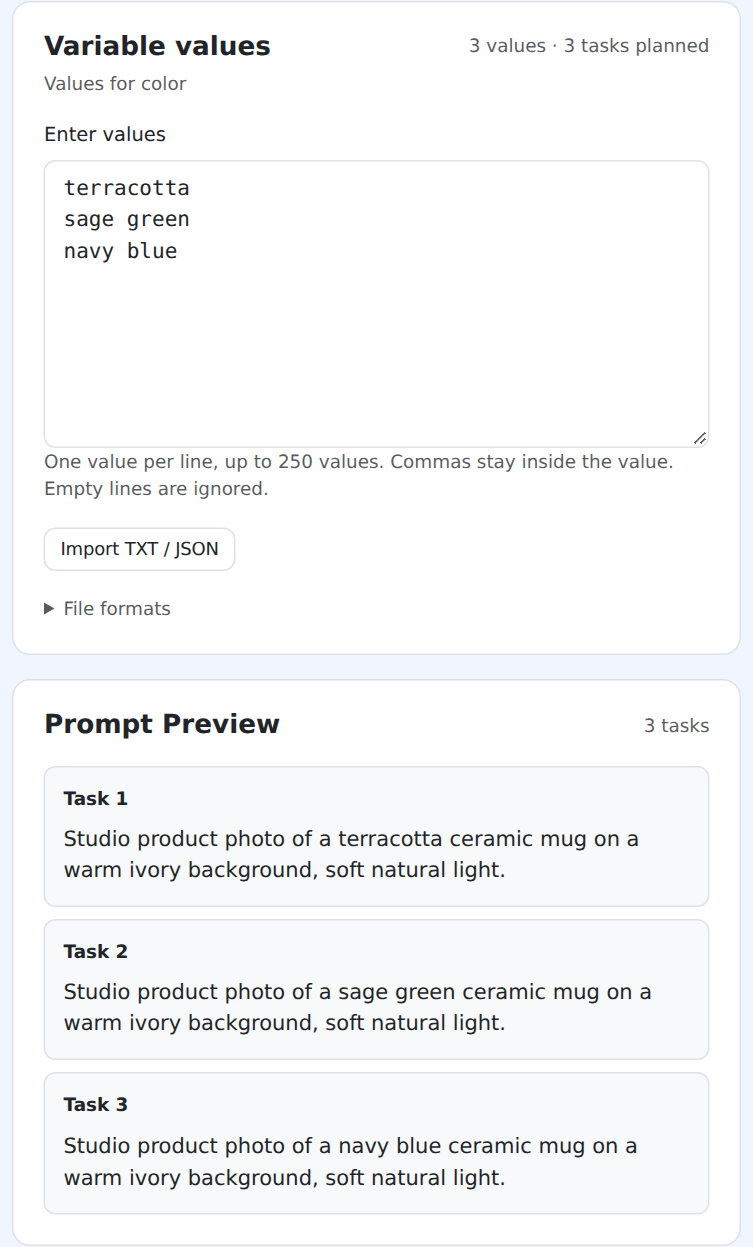 Variable values
3 values · 3 tasks planned
Values for color
Enter values
terracotta
sage green
navy blue
One value per line, up to 250 values. Commas stay inside the value.
Empty lines are ignored.
Import TXT / JSON
▶ File formats
Prompt Preview
3 tasks
Task 1
Studio product photo of a terracotta ceramic mug on a
warm ivory background, soft natural light.
Task 2
Studio product photo of a sage green ceramic mug on a
warm ivory background, soft natural light.
Task 3
Studio product photo of a navy blue ceramic mug on a
warm ivory background, soft natural light.